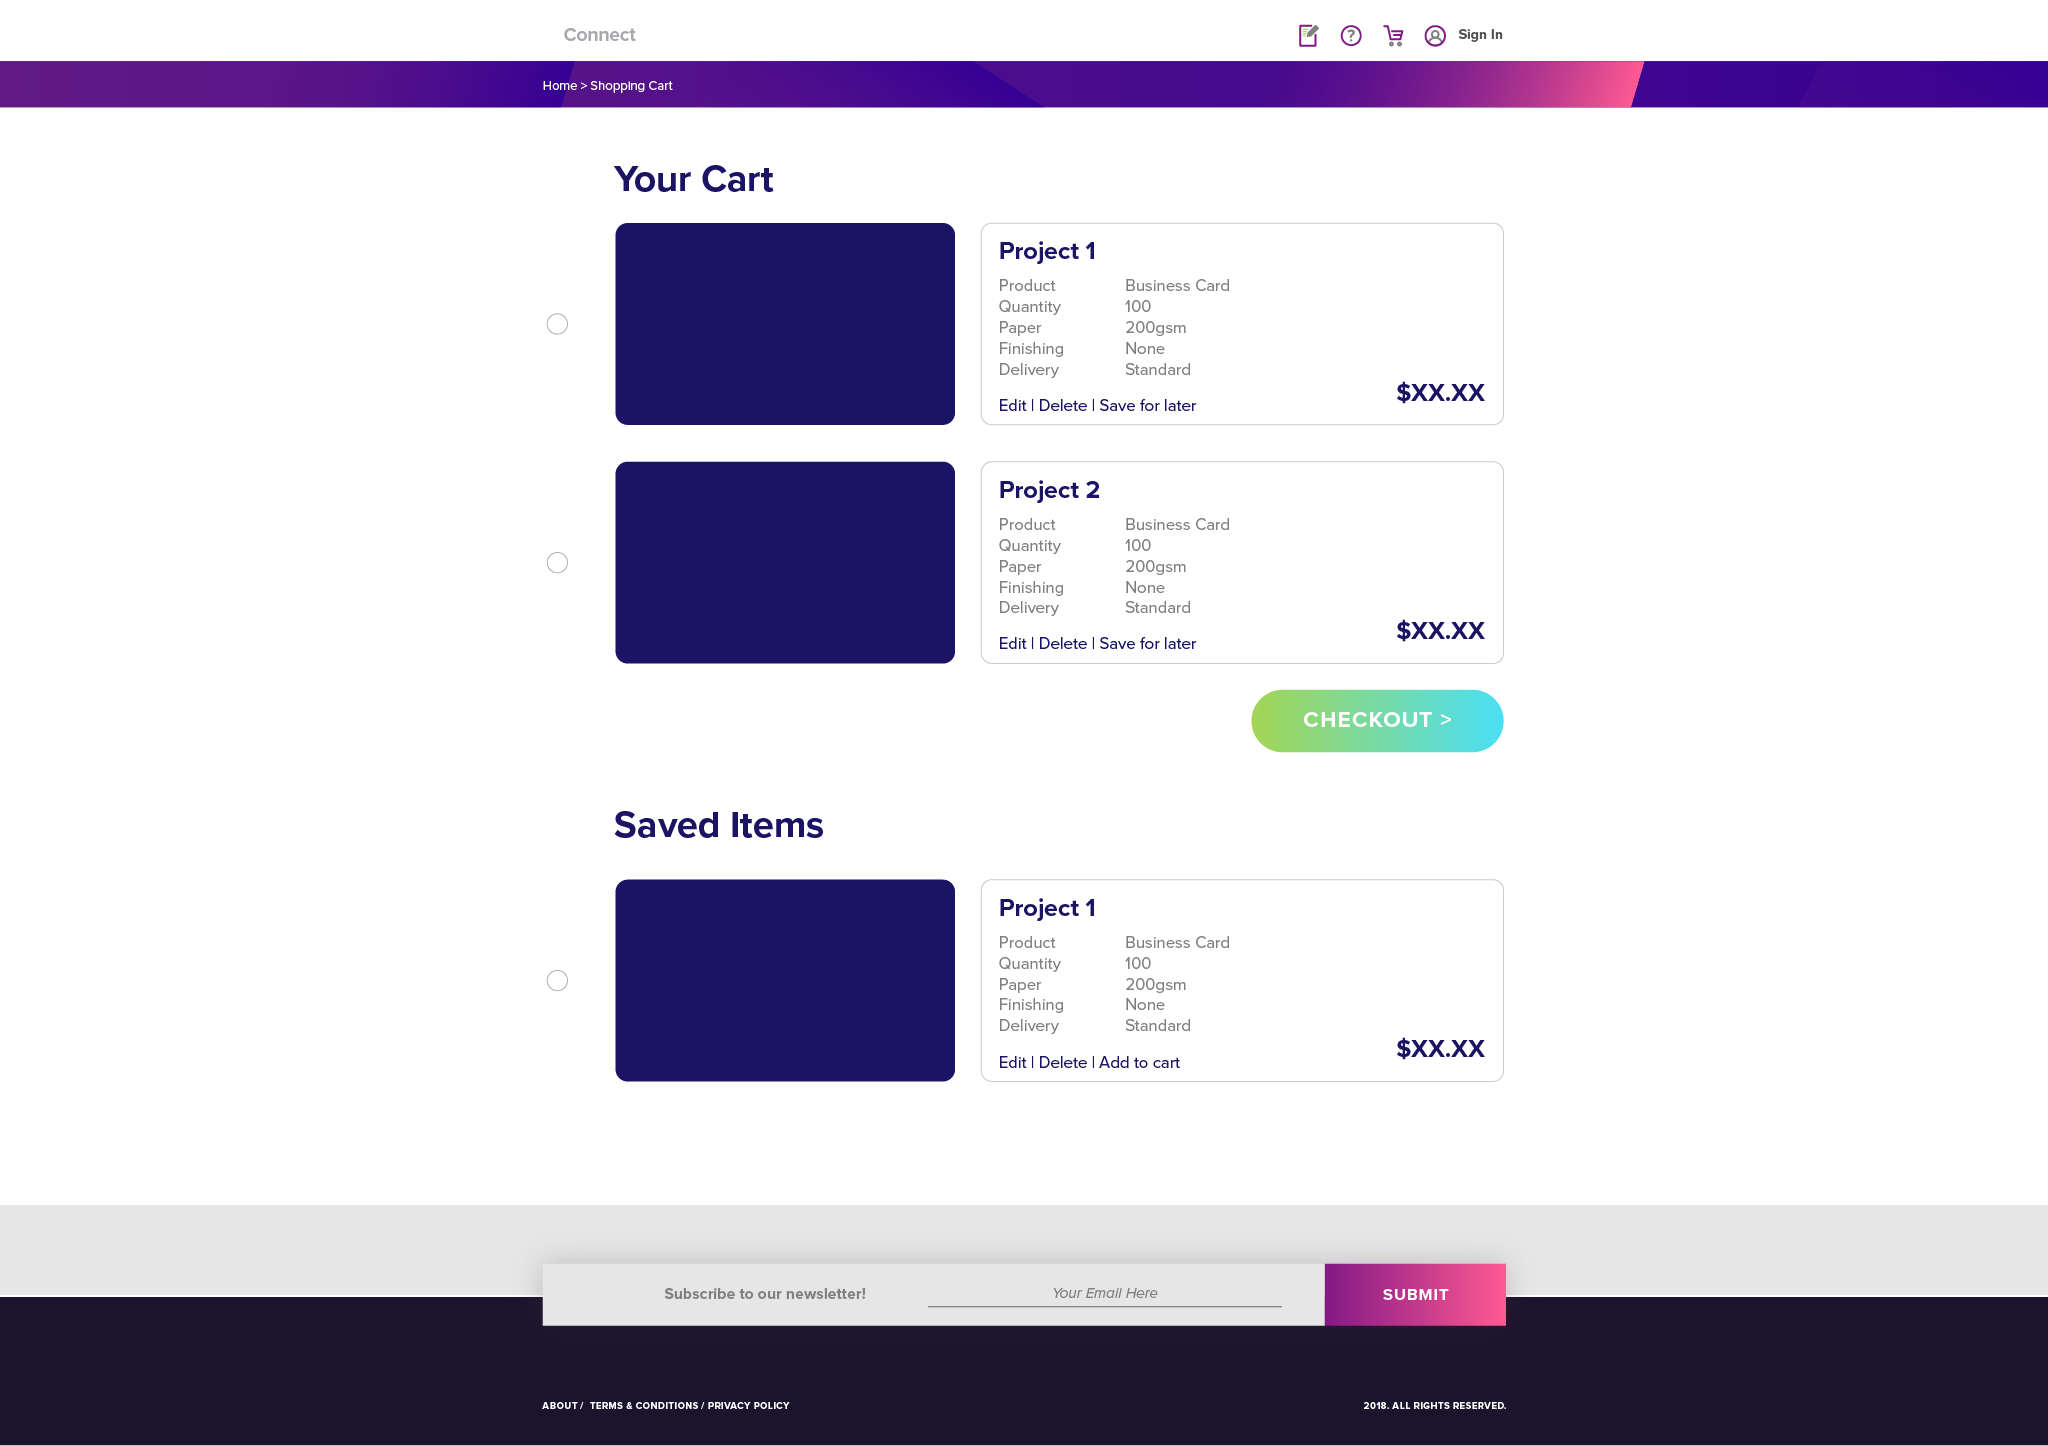 Connect
Sign In
Home > Shopping Cart
Your Cart
Project 1
Product Business Card
Quantity 100
Paper 200gsm
Finishing None
Delivery Standard
$XX.XX
Edit | Delete | Save for later
Project 2
Product Business Card
Quantity 100
Paper 200gsm
Finishing None
Delivery Standard
$XX.XX
Edit | Delete | Save for later
CHECKOUT >
Saved Items
Project 1
Product Business Card
Quantity 100
Paper 200gsm
Finishing None
Delivery Standard
$XX.XX
Edit | Delete | Add to cart
Subscribe to our newsletter! Your Email Here SUBMIT
ABOUT / TERMS & CONDITIONS / PRIVACY POLICY 2018. ALL RIGHTS RESERVED.